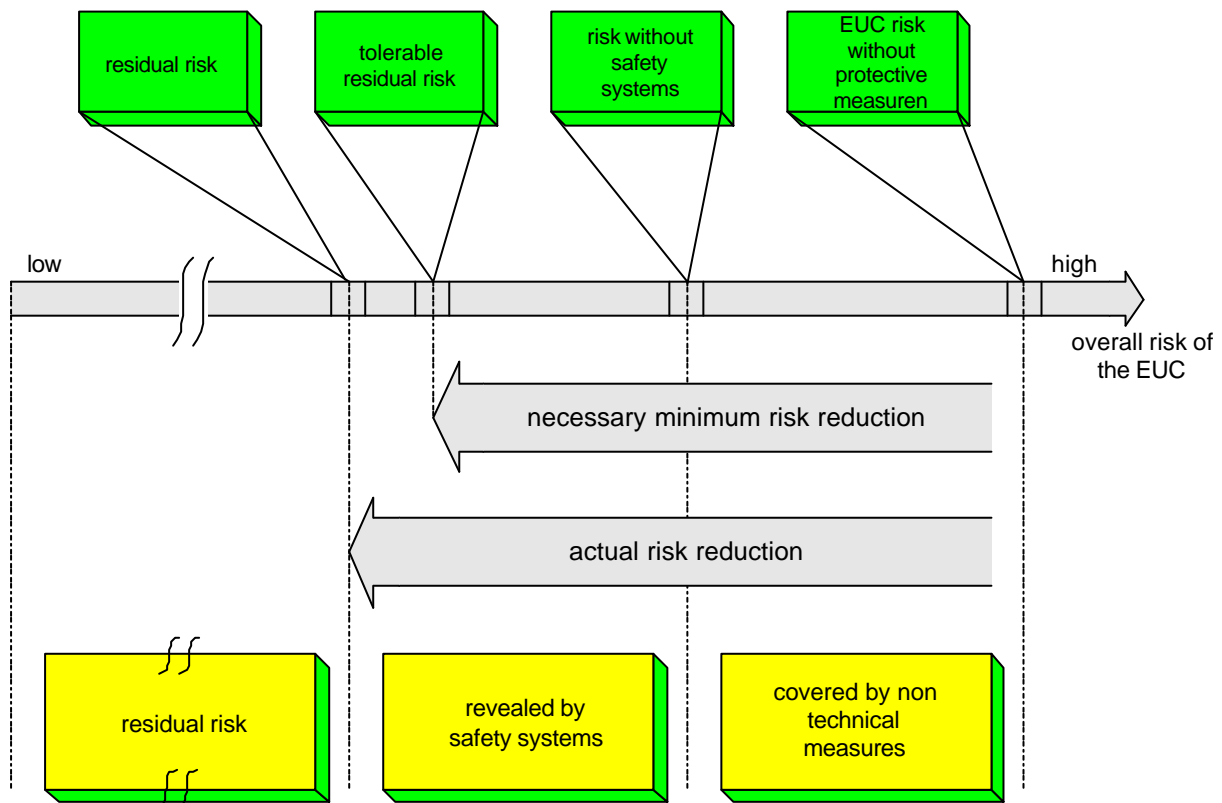 residual risk
tolerable
residual risk
risk without
safety
systems
EUC risk
without
protective
measuren
low
high
overall risk of
the EUC
necessary minimum risk reduction
actual risk reduction
residual risk
revealed by
safety systems
covered by non
technical
measures